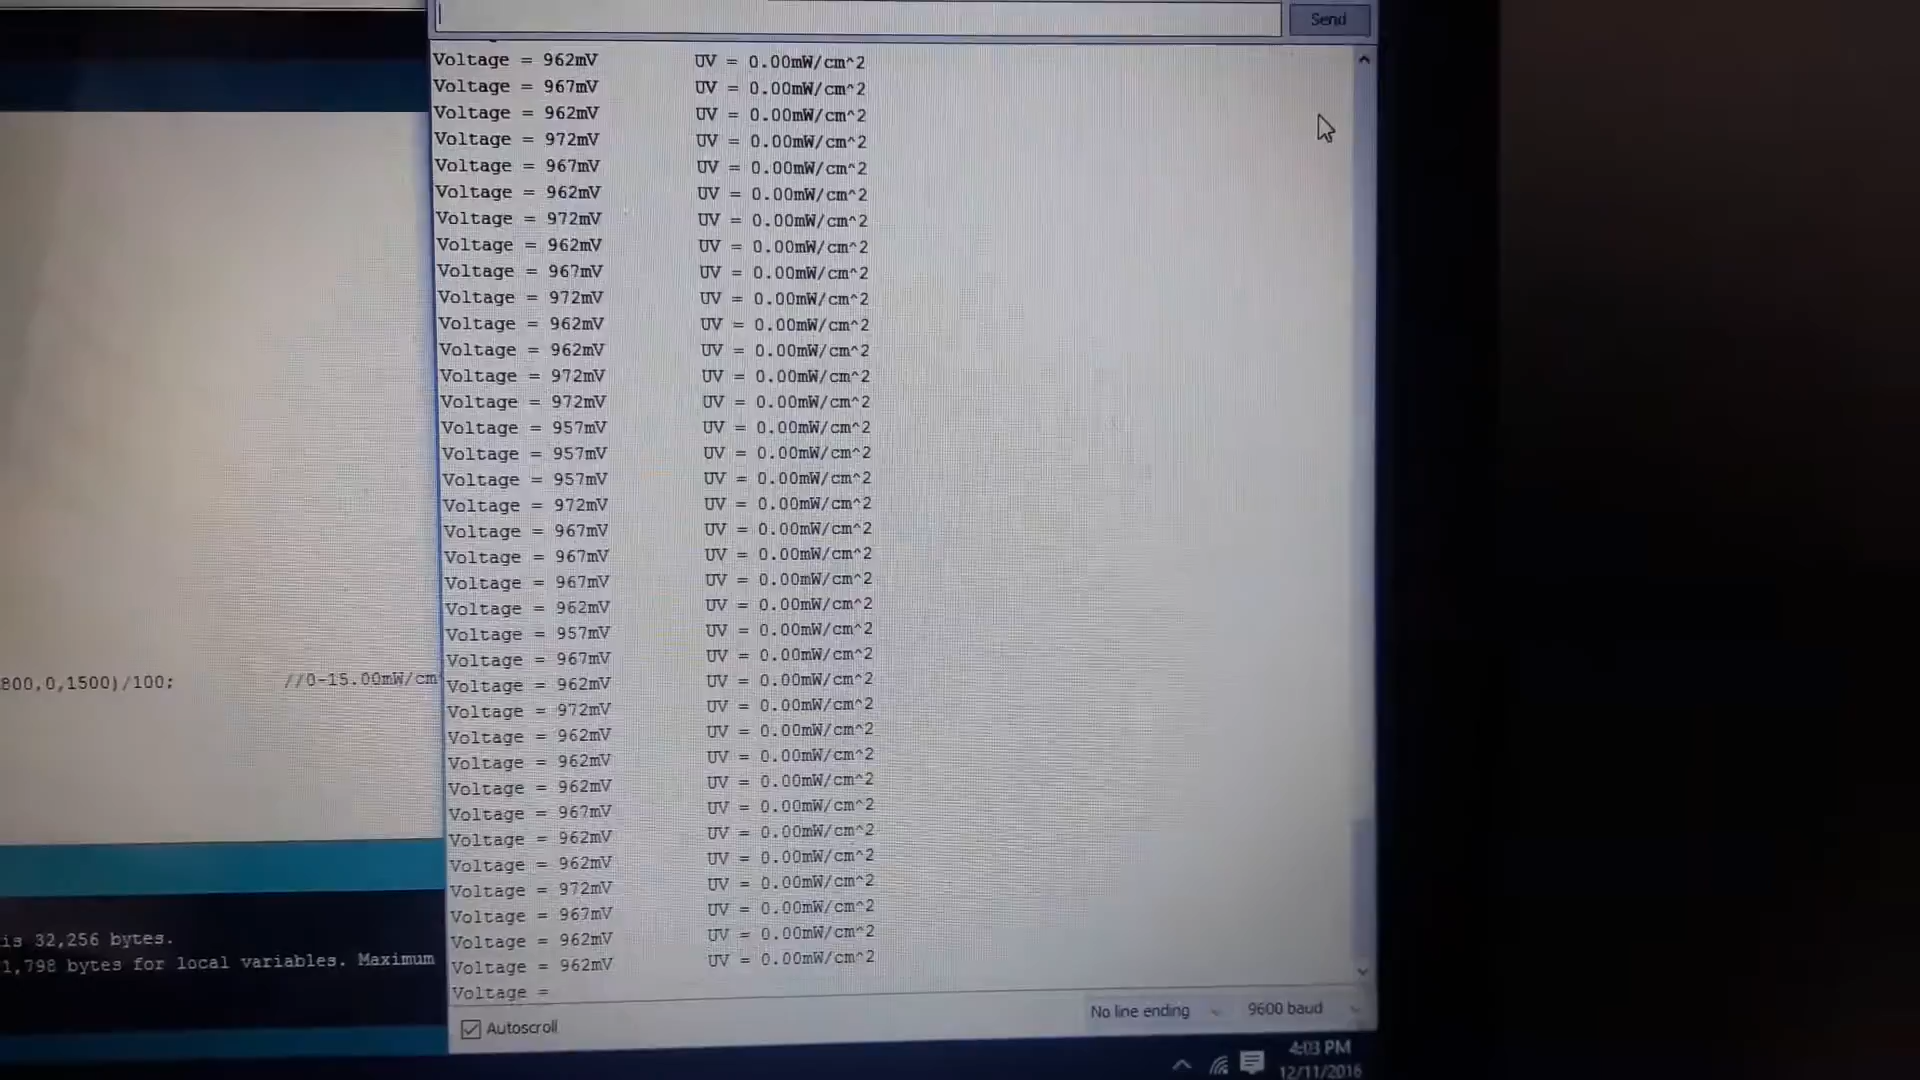 Send
Voltage = 962mV UV = 0.00mW/cm^2
Voltage = 967mV UV = 0.00mW/cm^2
Voltage = 962mV UV = 0.00mW/cm^2
Voltage = 972mV UV = 0.00mW/cm^2
Voltage = 967mV UV = 0.00mW/cm^2
Voltage = 962mV UV = 0.00mW/cm^2
Voltage = 972mV UV = 0.00mW/cm^2
Voltage = 962mV UV = 0.00mW/cm^2
Voltage = 967mV UV = 0.00mW/cm^2
Voltage = 972mV UV = 0.00mW/cm^2
Voltage = 962mV UV = 0.00mW/cm^2
Voltage = 962mV UV = 0.00mW/cm^2
Voltage = 972mV UV = 0.00mW/cm^2
Voltage = 972mV UV = 0.00mW/cm^2
Voltage = 957mV UV = 0.00mW/cm^2
Voltage = 957mV UV = 0.00mW/cm^2
Voltage = 957mV UV = 0.00mW/cm^2
Voltage = 972mV UV = 0.00mW/cm^2
Voltage = 967mV UV = 0.00mW/cm^2
Voltage = 967mV UV = 0.00mW/cm^2
Voltage = 967mV UV = 0.00mW/cm^2
Voltage = 962mV UV = 0.00mW/cm^2
Voltage = 957mV UV = 0.00mW/cm^2
Voltage = 967mV UV = 0.00mW/cm^2
Voltage = 962mV UV = 0.00mW/cm^2
Voltage = 972mV UV = 0.00mW/cm^2
Voltage = 962mV UV = 0.00mW/cm^2
Voltage = 962mV UV = 0.00mW/cm^2
Voltage = 962mV UV = 0.00mW/cm^2
Voltage = 967mV UV = 0.00mW/cm^2
Voltage = 962mV UV = 0.00mW/cm^2
Voltage = 962mV UV = 0.00mW/cm^2
Voltage = 972mV UV = 0.00mW/cm^2
Voltage = 967mV UV = 0.00mW/cm^2
Voltage = 962mV UV = 0.00mW/cm^2
Voltage = 962mV UV = 0.00mW/cm^2
Voltage =
800,0,1500)/100; //0-15.00mW/cm
is 32,256 bytes.
1,798 bytes for local variables. Maximum
Autoscroll
No line ending
9600 baud
4:03 PM
12/11/2016